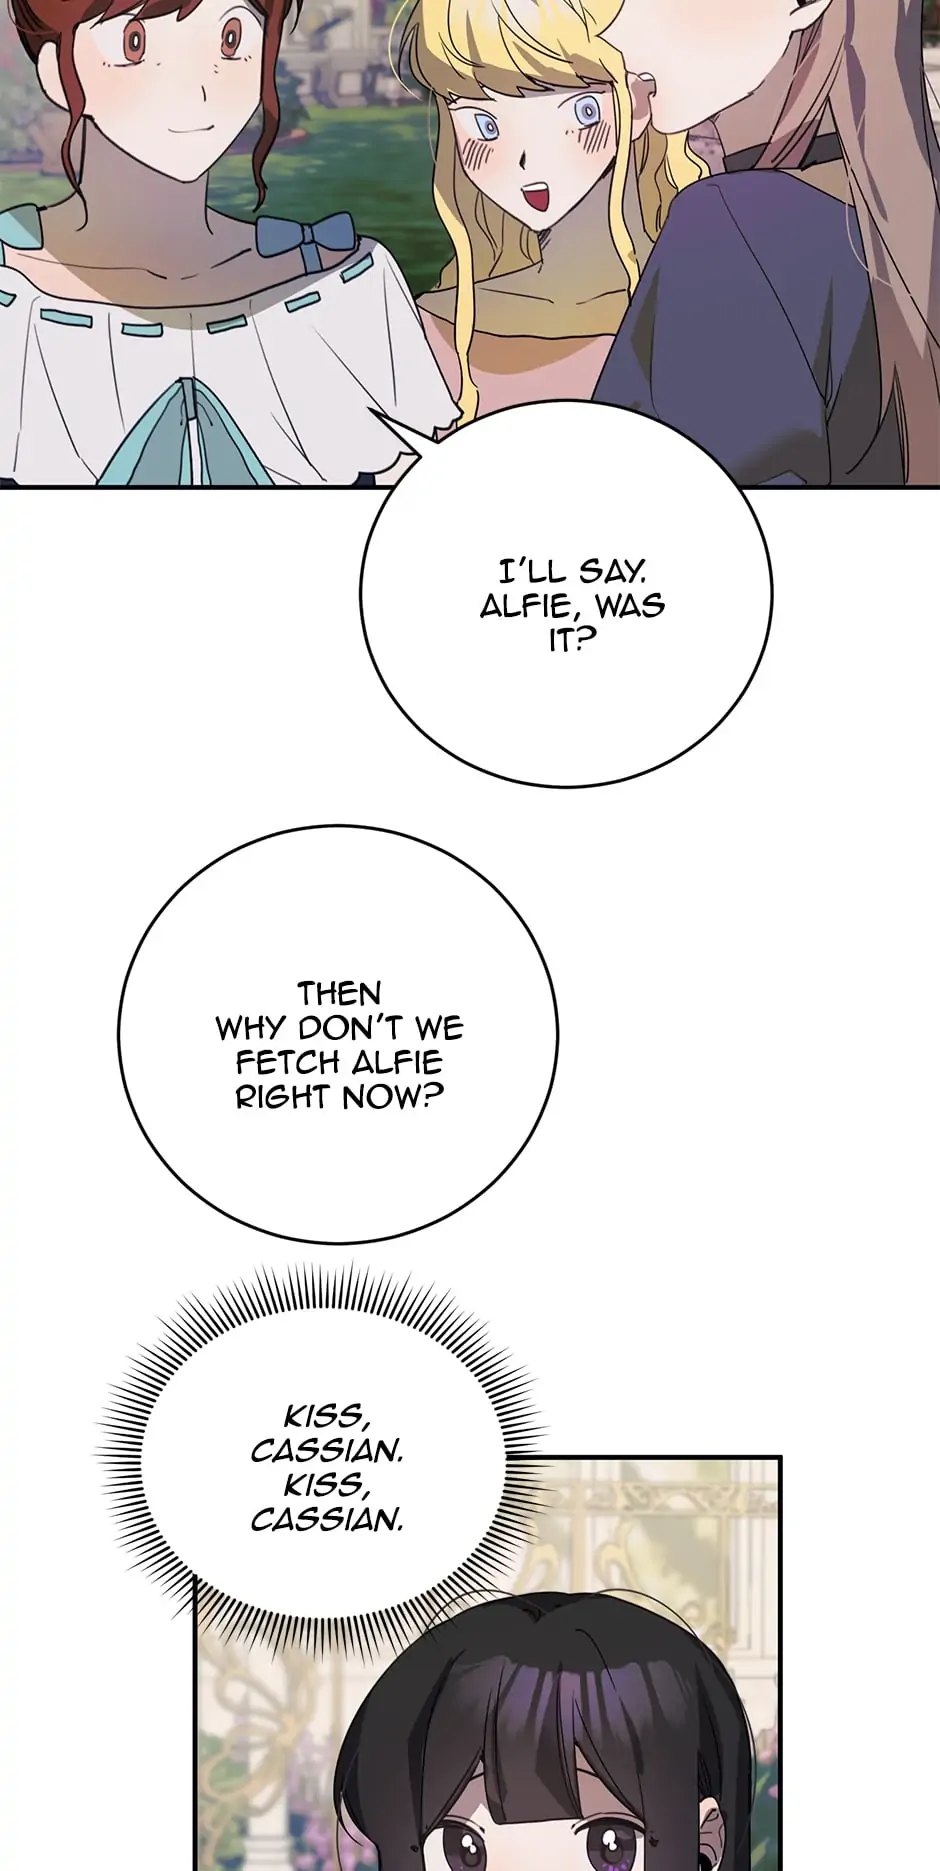 I'LL SAY.
ALFIE, WAS
IT?
THEN
WHY DON'T WE
FETCH ALFIE
RIGHT NOW?
KISS,
CASSIAN.
KISS,
CASSIAN.